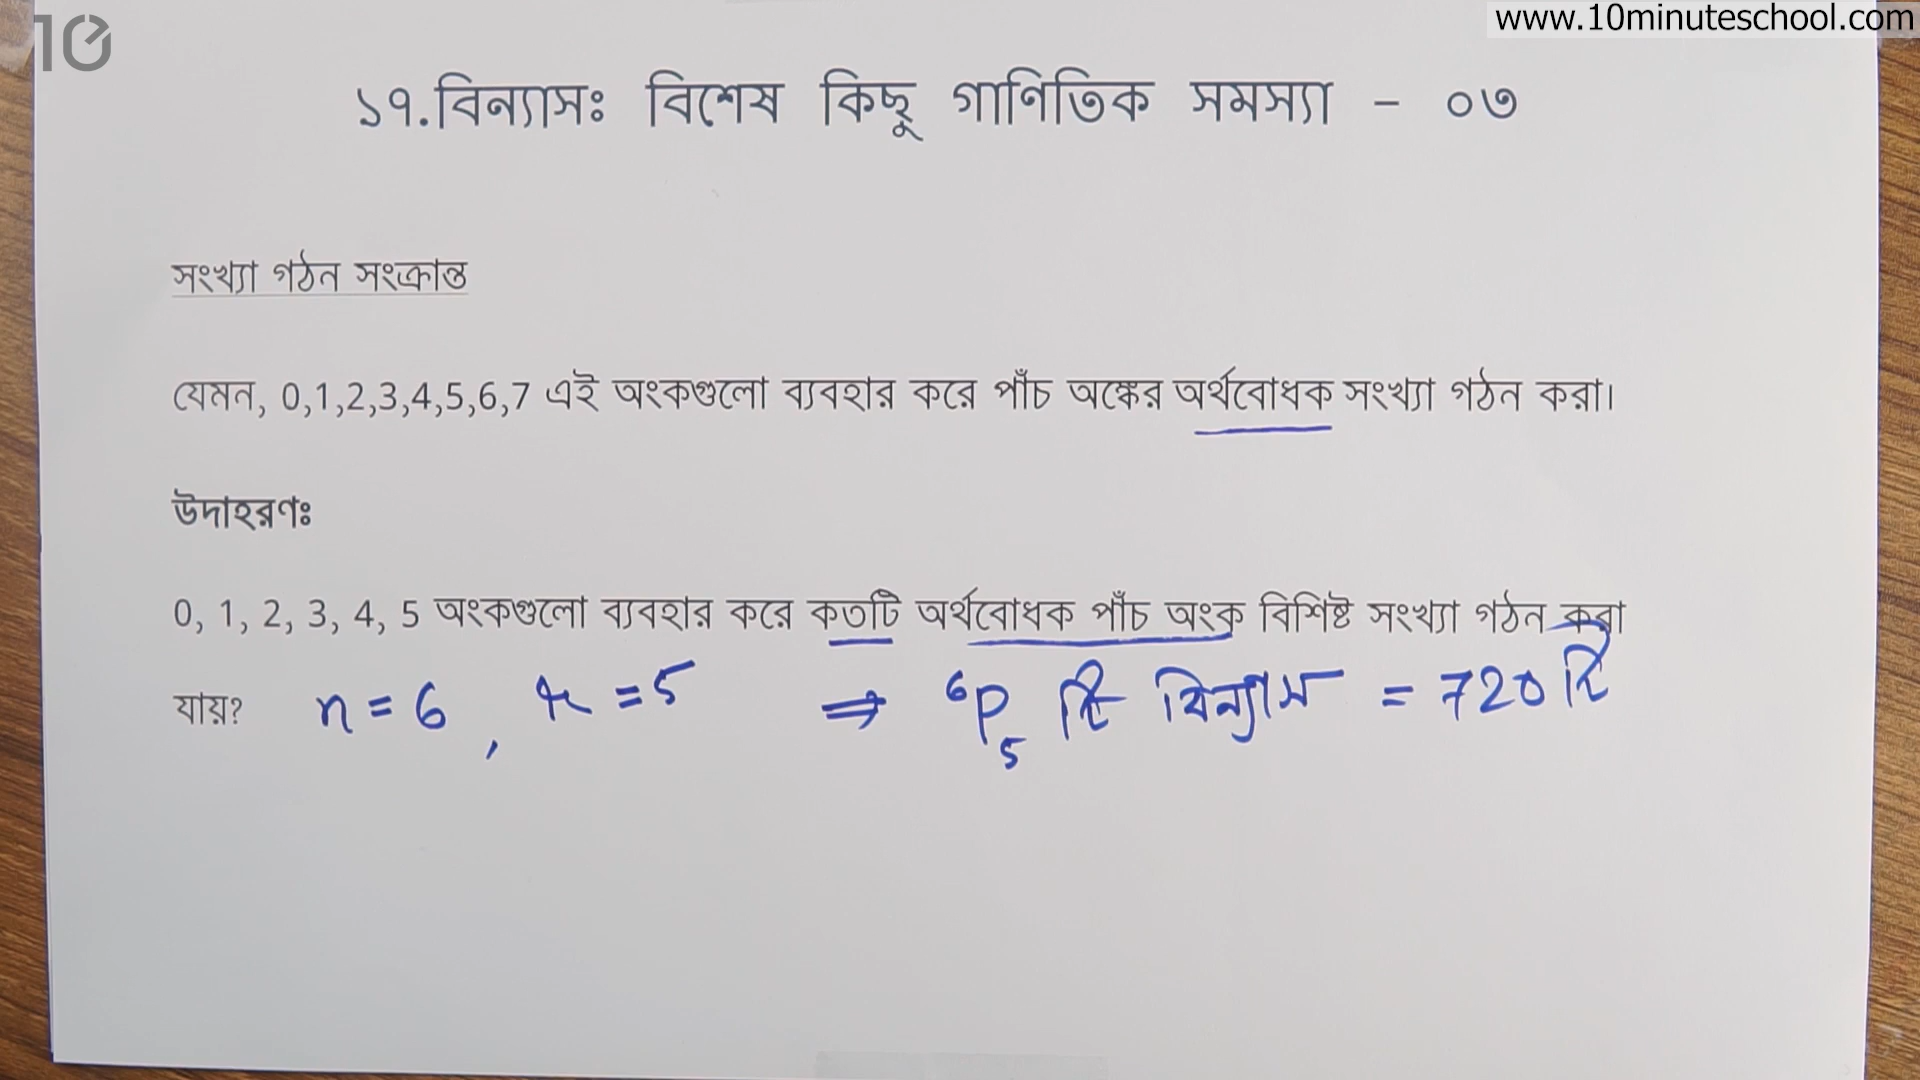 10
www.10minuteschool.com
১৭.বিন্যাসঃ বিশেষ কিছু গাণিতিক সমস্যা - ০৩
সংখ্যা গঠন সংক্রান্ত
যেমন, 0,1,2,3,4,5,6,7 এই অংকগুলো ব্যবহার করে পাঁচ অঙ্কের অর্থবোধক সংখ্যা গঠন করা।
উদাহরণঃ
0, 1, 2, 3, 4, 5 অংকগুলো ব্যবহার করে কতটি অর্থবোধক পাঁচ অংক বিশিষ্ট সংখ্যা গঠন করা
যায়? n = 6 , r = 5 ⇒ ⁶P₅ টি বিন্যাস = 720 টি